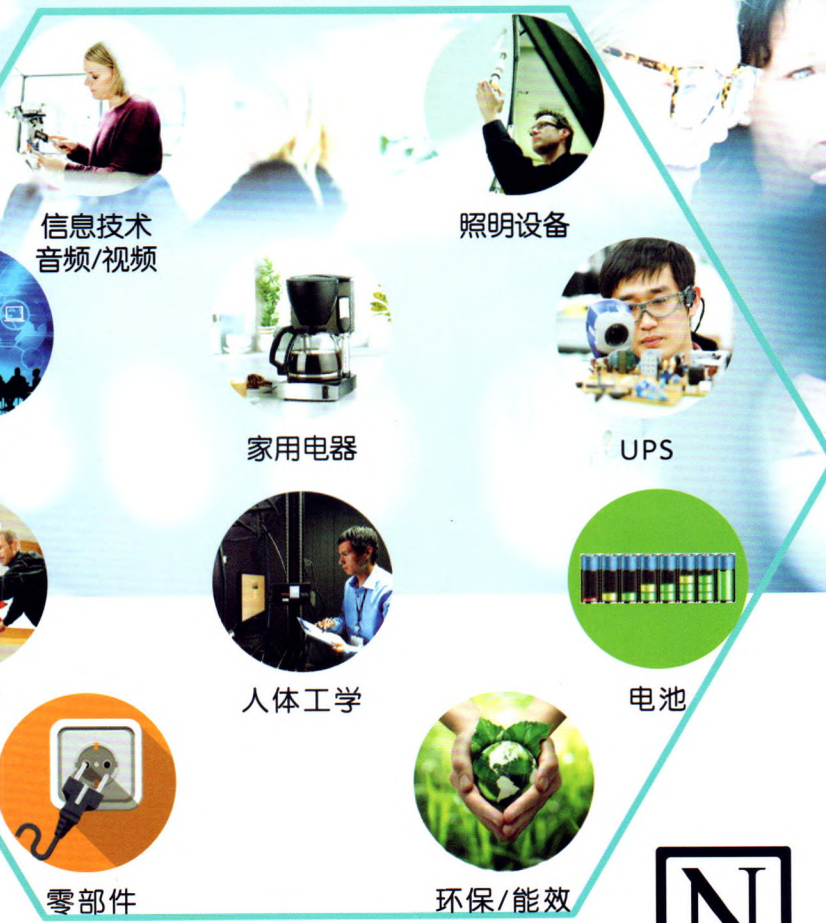 信息技术
音频/视频
照明设备
家用电器
UPS
人体工学
电池
零部件
环保/能效
N